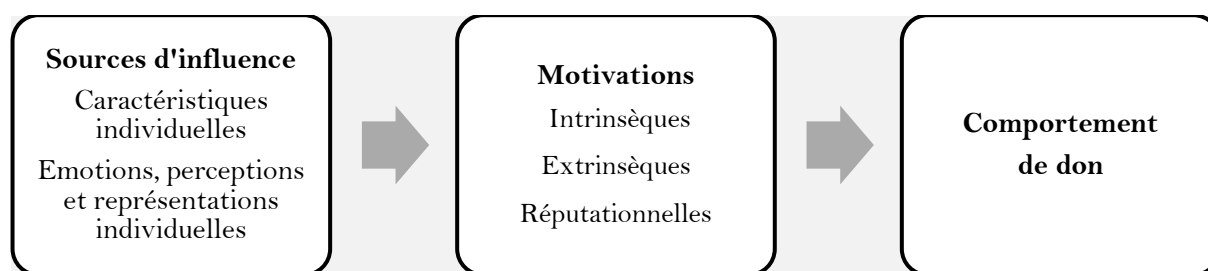 Sources d'influence
Caractéristiques
individuelles
Emotions, perceptions
et représentations
individuelles
Motivations
Intrinsèques
Extrinsèques
Réputationnelles
Comportement
de don